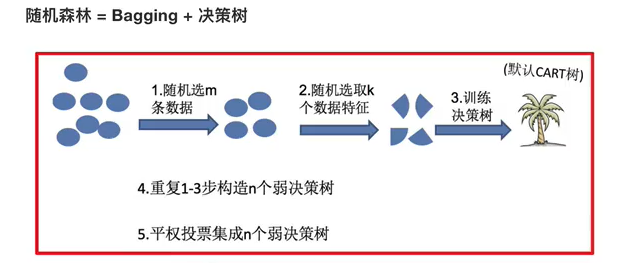 随机森林 = Bagging + 决策树
(默认CART树)
1.随机选m
条数据
2.随机选取k
个数据特征
3.训练
决策树
4.重复1-3步构造n个弱决策树
5.平权投票集成n个弱决策树